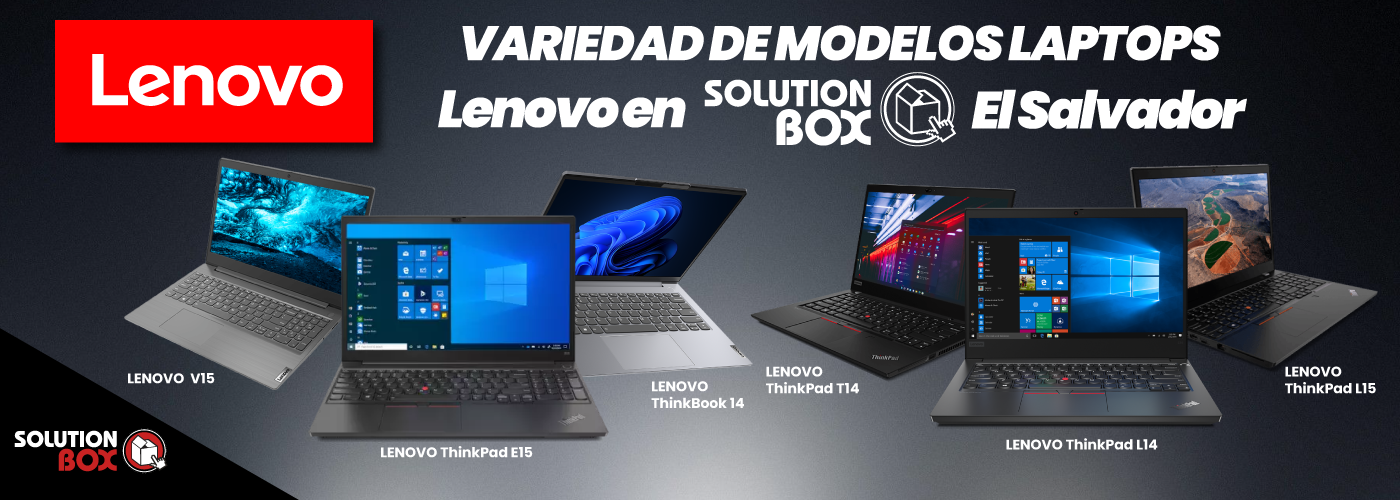 Lenovo
VARIEDAD DE MODELOS LAPTOPS
Lenovo en SOLUTION BOX El Salvador
LENOVO V15
LENOVO ThinkPad E15
LENOVO
ThinkBook 14
LENOVO
ThinkPad T14
ThinkPad
LENOVO ThinkPad L14
LENOVO
ThinkPad L15
SOLUTION
BOX